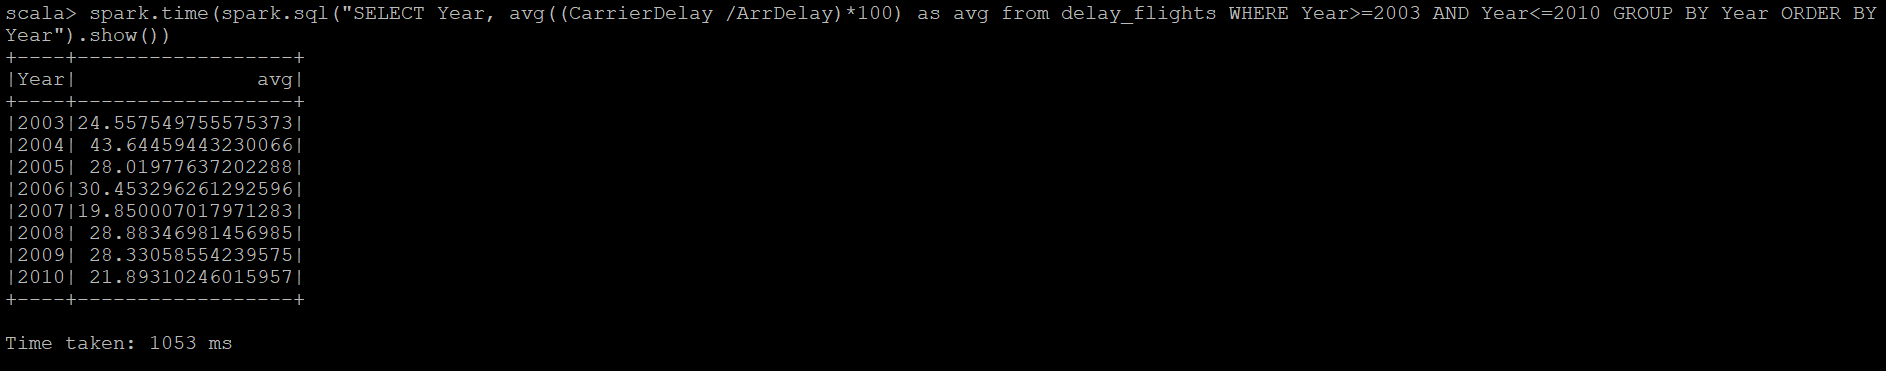 scala> spark.time(spark.sql("SELECT Year, avg((CarrierDelay /ArrDelay)*100) as avg from delay_flights WHERE Year>=2003 AND Year<=2010 GROUP BY Year ORDER BY
Year").show())
+----+------------------+
|Year|               avg|
+----+------------------+
|2003|24.557549755575373|
|2004| 43.64459443230066|
|2005| 28.01977637202288|
|2006|30.453296261292596|
|2007|19.850007017971283|
|2008| 28.88346981456985|
|2009| 28.33058554239575|
|2010| 21.89310246015957|
+----+------------------+
Time taken: 1053 ms